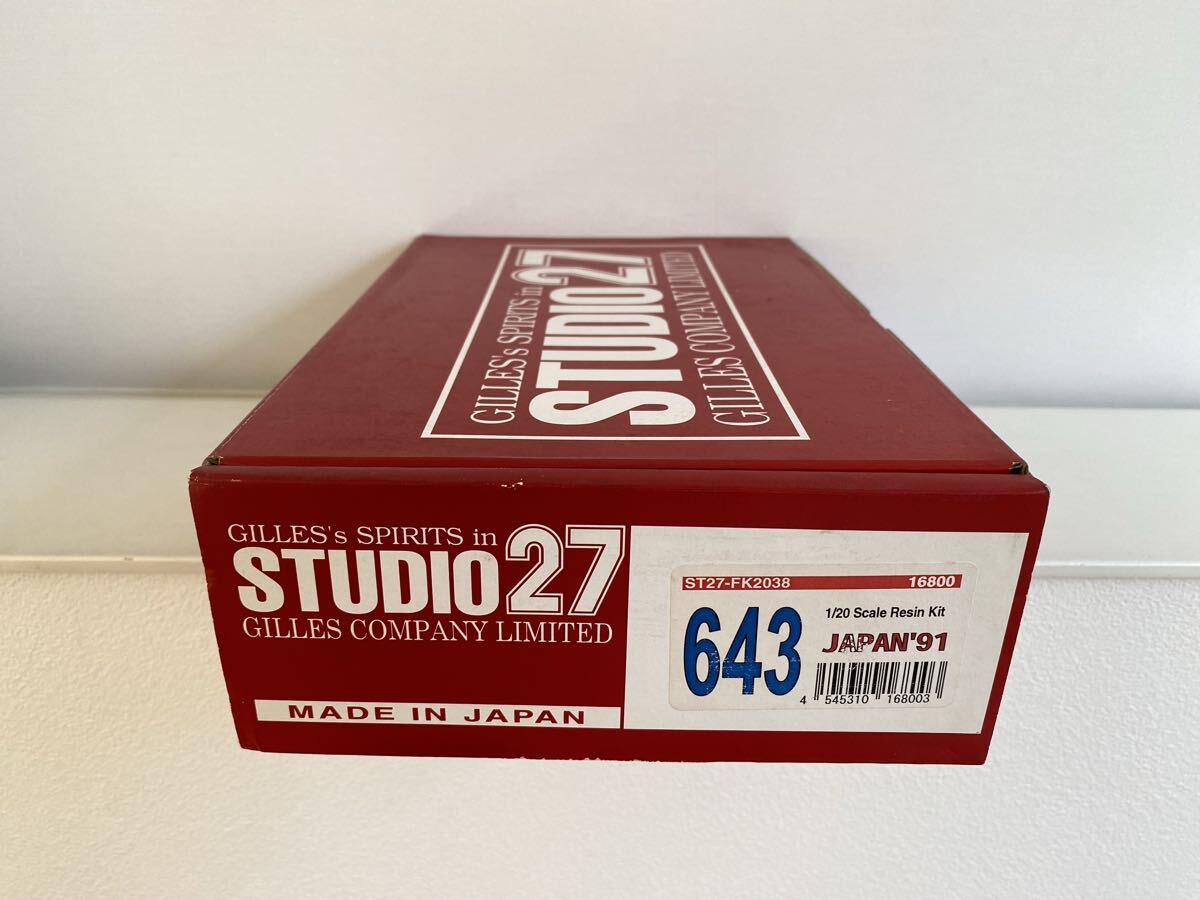 GILLES's SPIRITS in
STUDIO27
GILLES COMPANY LIMITED
GILLES's SPIRITS in
STUDIO27
GILLES COMPANY LIMITED
MADE IN JAPAN
ST27-FK2038 16800
643
1/20 Scale Resin Kit
JAPAN'91
4 545310 168003